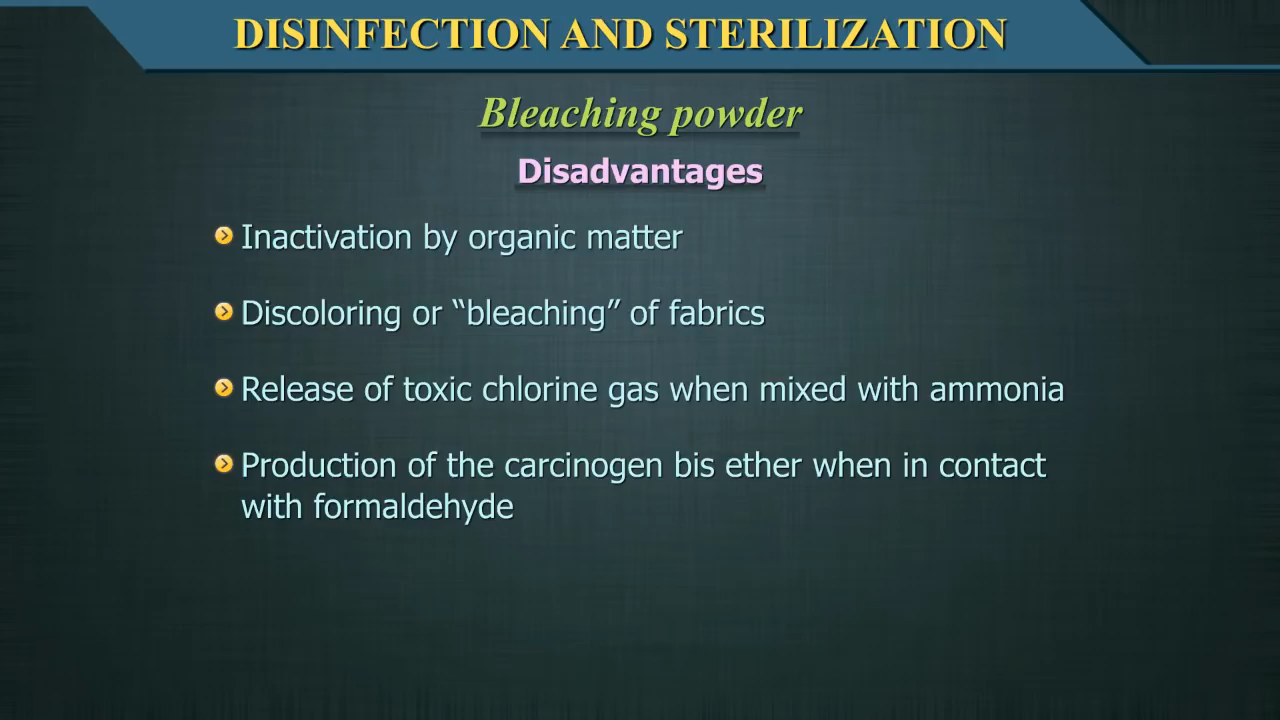 DISINFECTION AND STERILIZATION
Bleaching powder
Disadvantages
Inactivation by organic matter
Discoloring or “bleaching” of fabrics
Release of toxic chlorine gas when mixed with ammonia
Production of the carcinogen bis ether when in contact
with formaldehyde